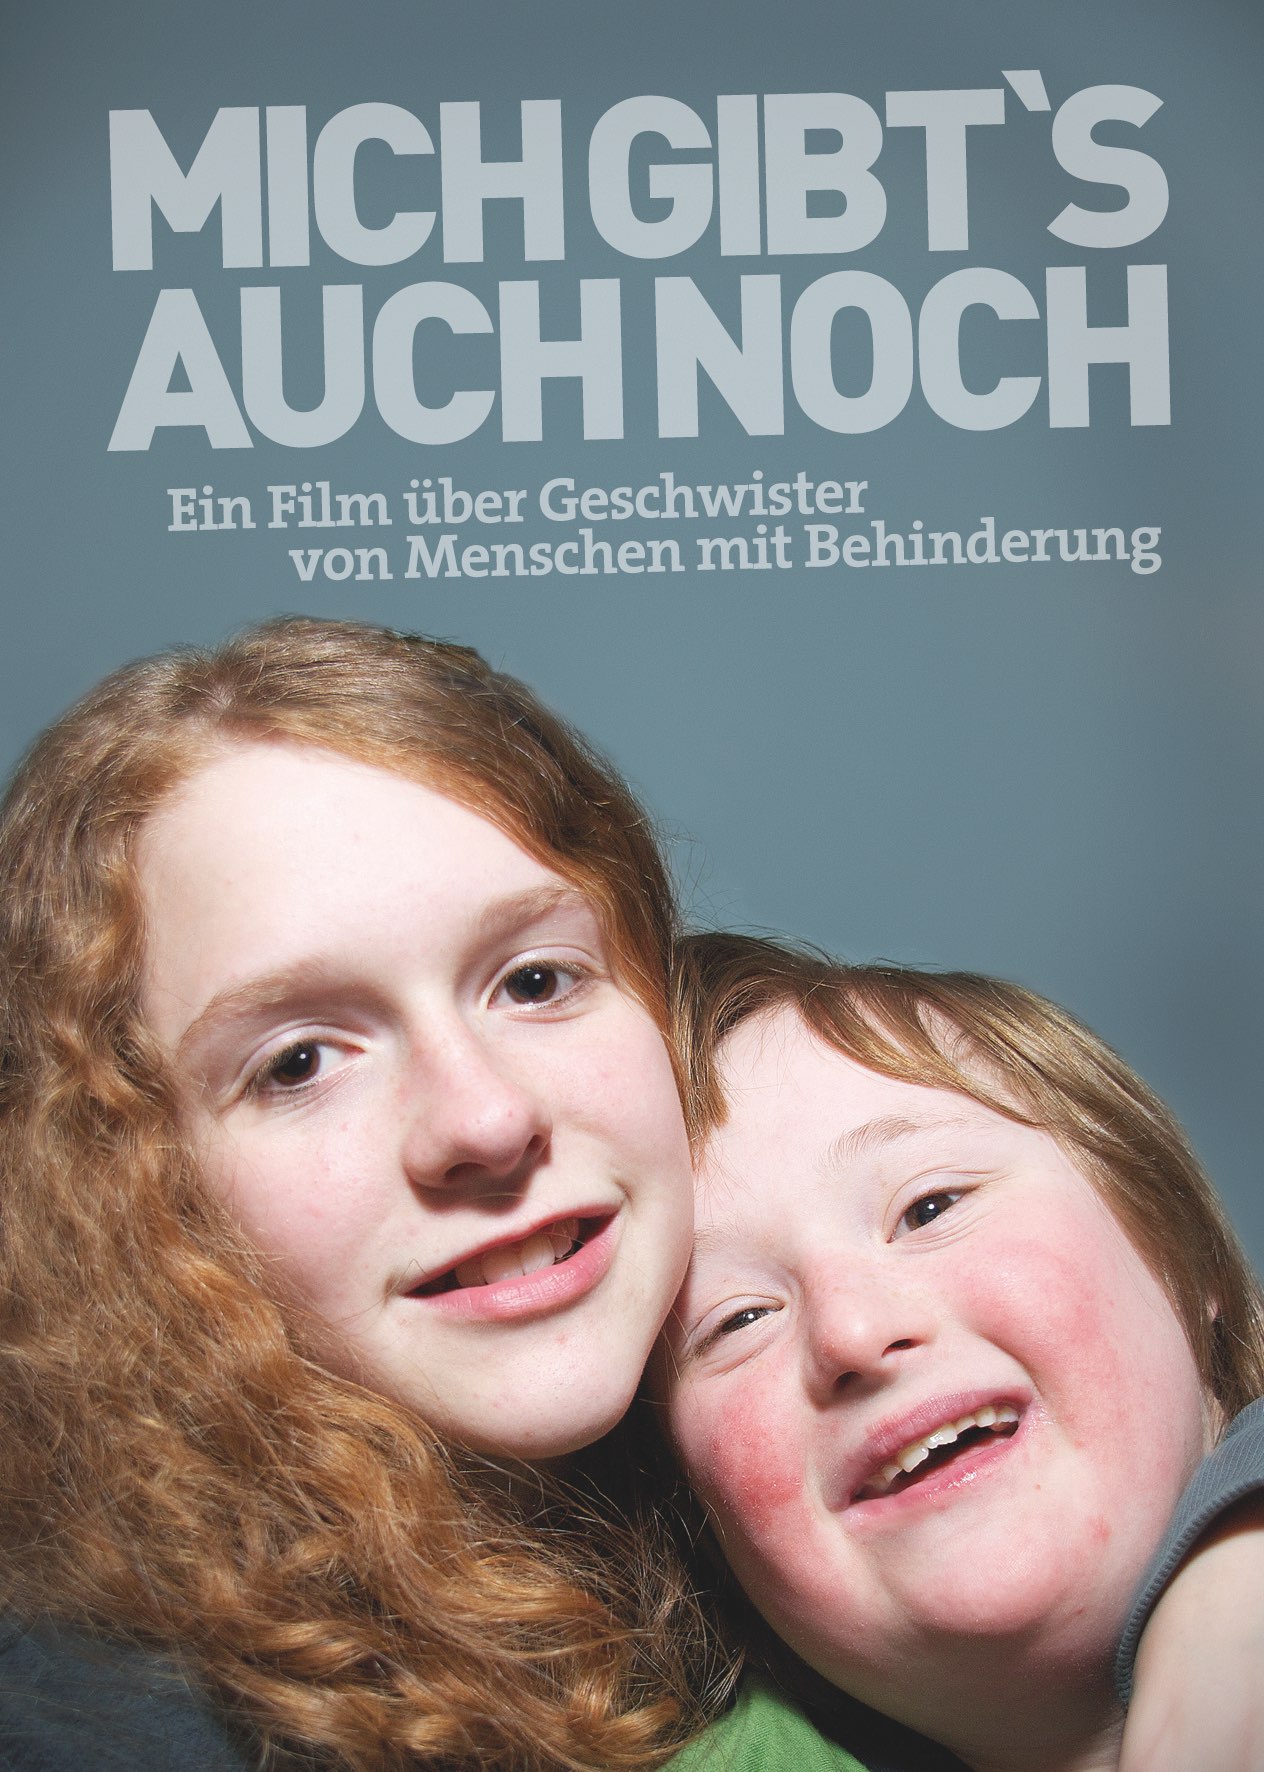 MICH GIBT`S
AUCH NOCH
Ein Film über Geschwister
von Menschen mit Behinderung